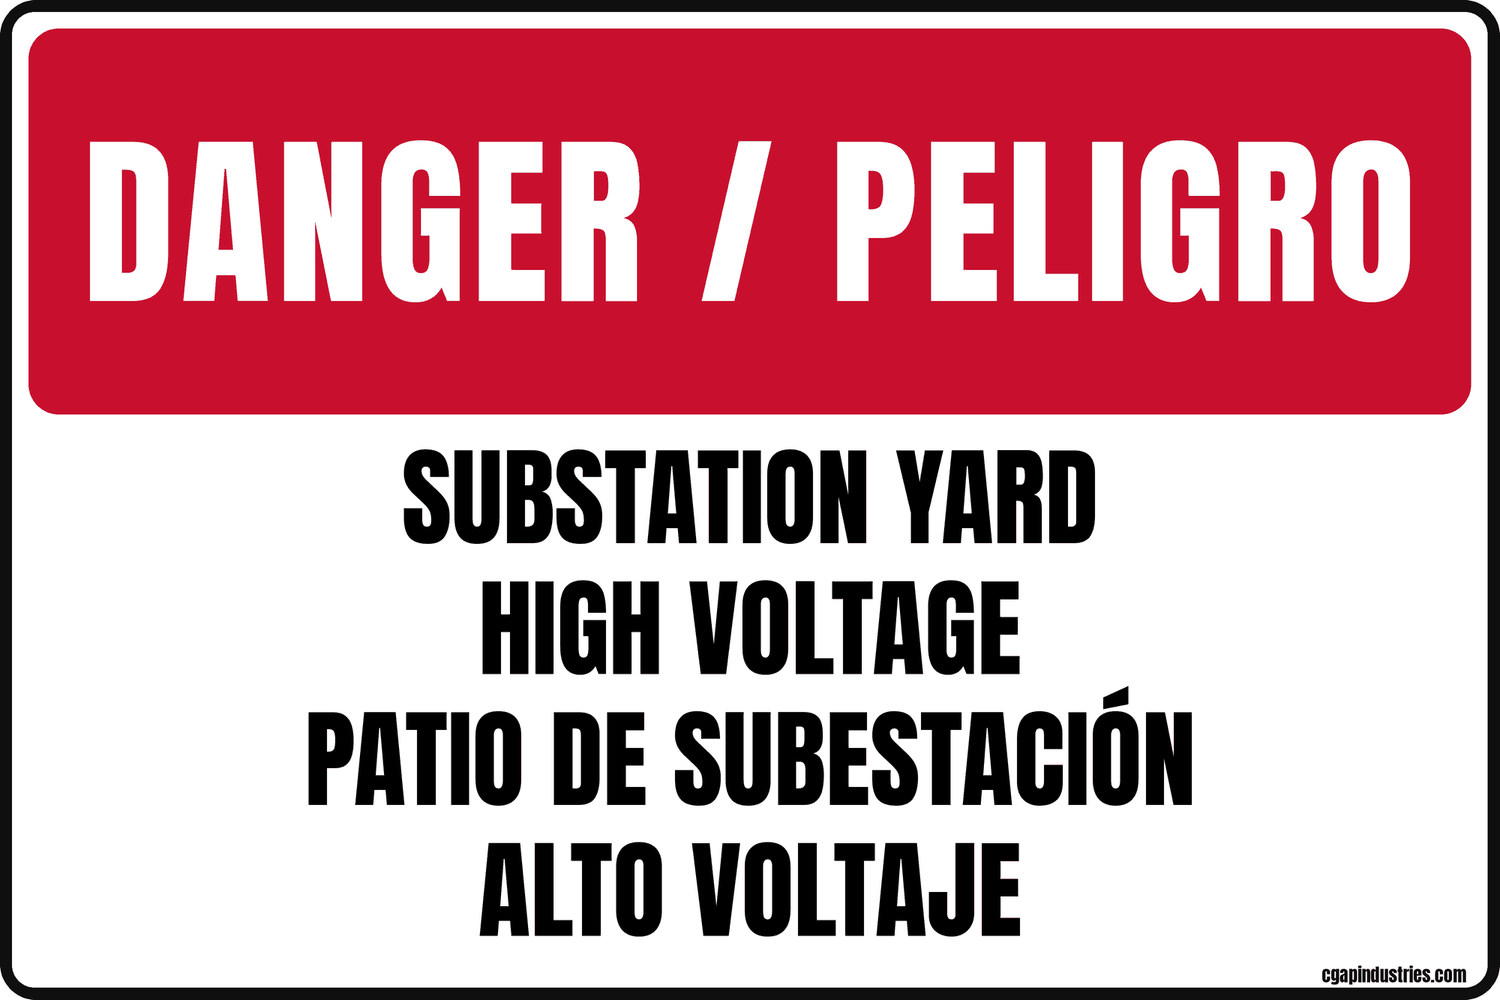 DANGER / PELIGRO
SUBSTATION YARD
HIGH VOLTAGE
PATIO DE SUBESTACIÓN
ALTO VOLTAJE
cgapindustries.com